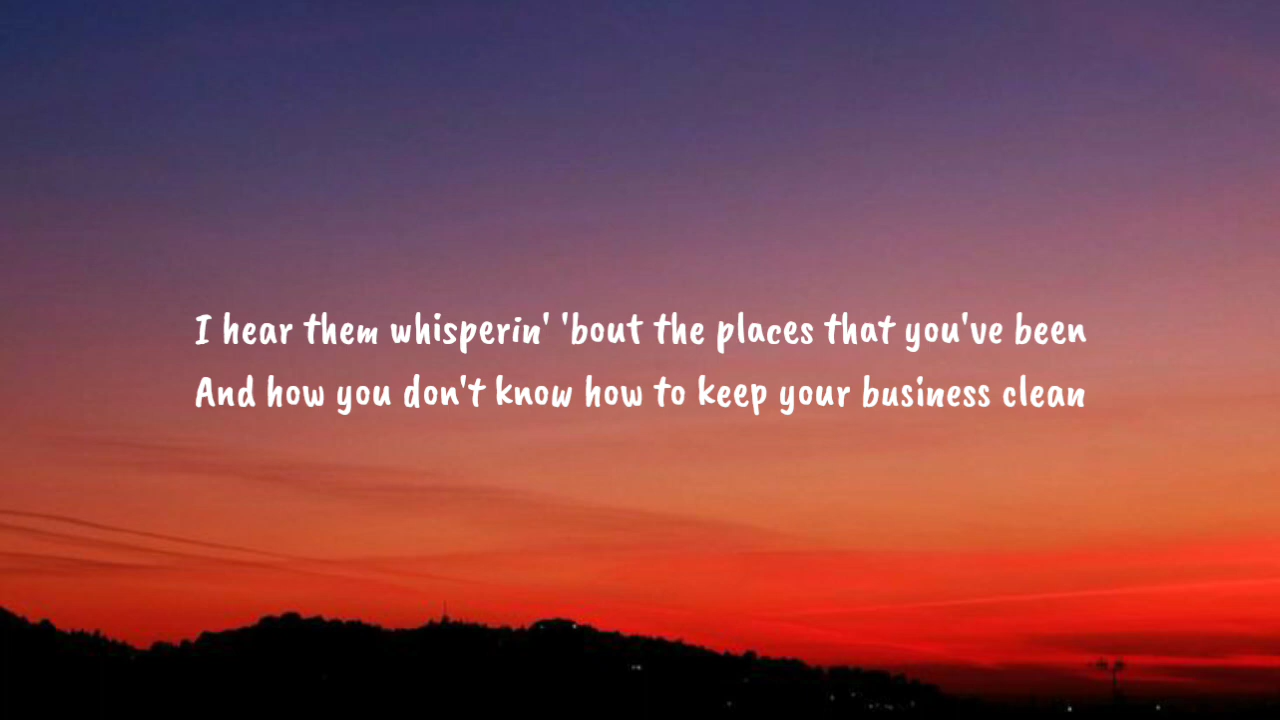 I hear them whisperin' 'bout the places that you've been
And how you don't know how to keep your business clean